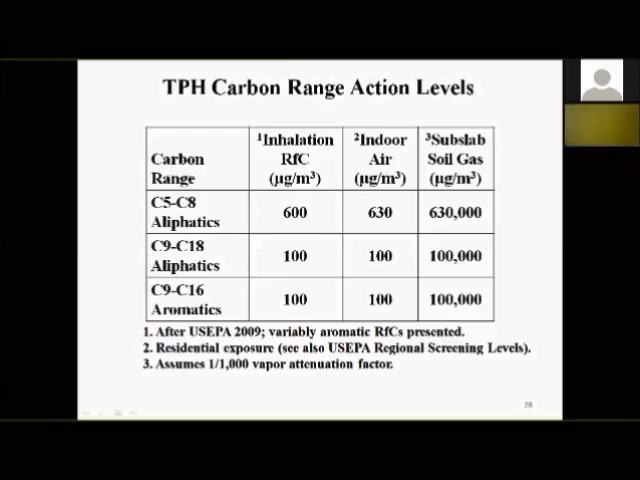 TPH Carbon Range Action Levels
Carbon Range
¹Inhalation RfC (µg/m³)
²Indoor Air (µg/m³)
³Subslab Soil Gas (µg/m³)
C5-C8 Aliphatics 600 630 630,000
C9-C18 Aliphatics 100 100 100,000
C9-C16 Aromatics 100 100 100,000
1. After USEPA 2009; variably aromatic RfCs presented.
2. Residential exposure (see also USEPA Regional Screening Levels).
3. Assumes 1/1,000 vapor attenuation factor.